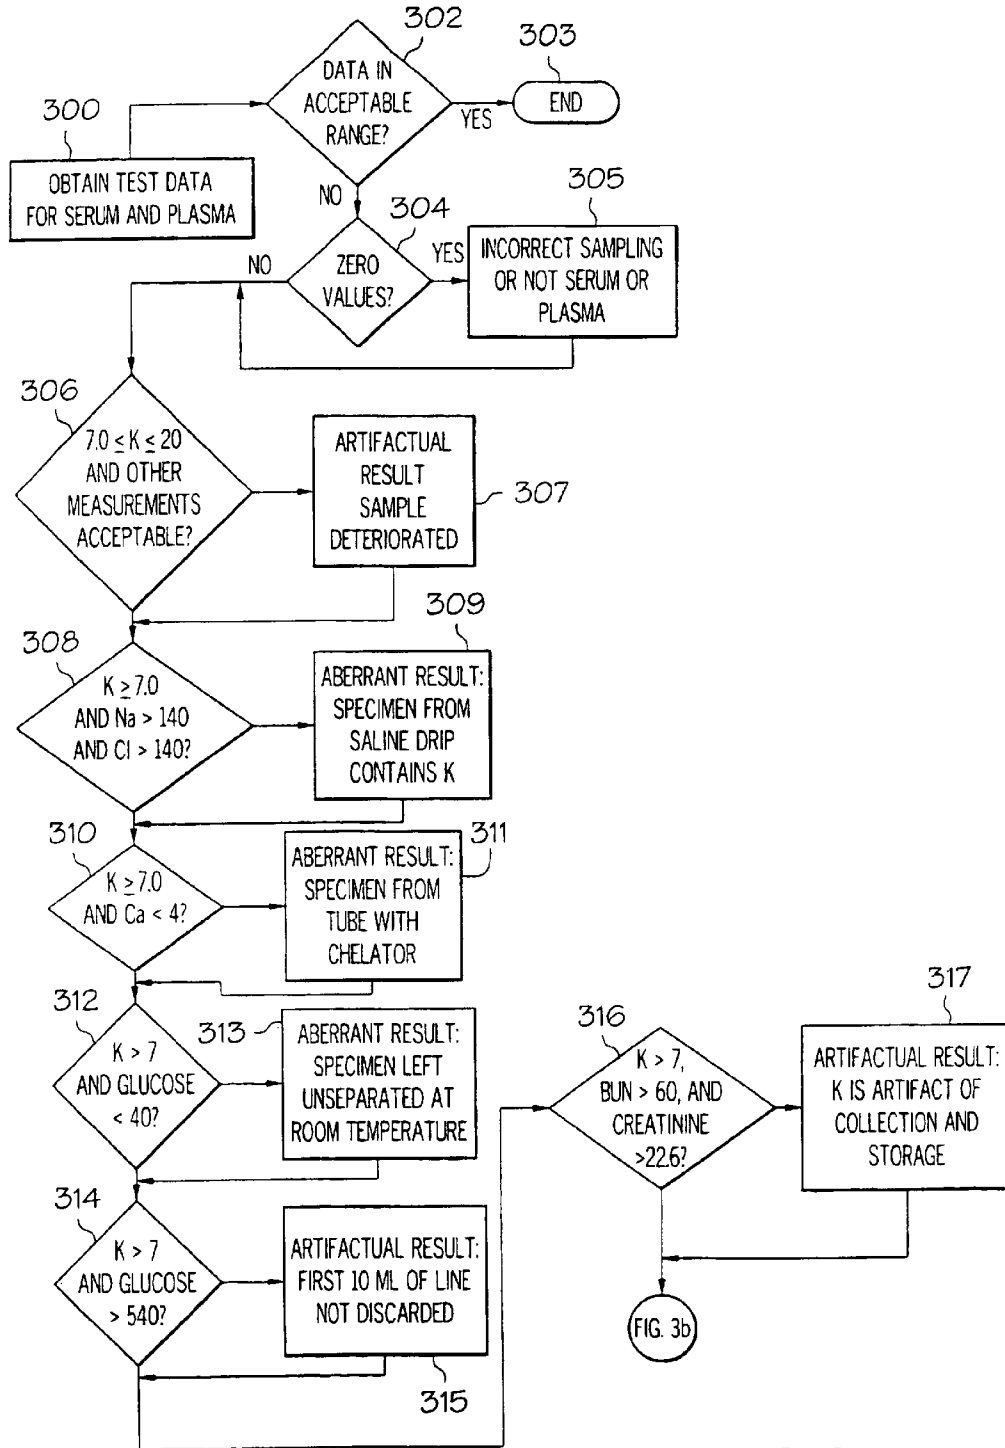 302
DATA IN
ACCEPTABLE
RANGE?
YES
303
END
300
OBTAIN TEST DATA
FOR SERUM AND PLASMA
NO
304
ZERO
VALUES?
YES
NO
305
INCORRECT SAMPLING
OR NOT SERUM OR
PLASMA
306
7.0 ≤ K ≤ 20
AND OTHER
MEASUREMENTS
ACCEPTABLE?
ARTIFACTUAL
RESULT
SAMPLE
DETERIORATED
307
308
K ≥ 7.0
AND Na > 140
AND Cl > 140?
309
ABERRANT RESULT:
SPECIMEN FROM
SALINE DRIP
CONTAINS K
310
K ≥ 7.0
AND Ca < 4?
311
ABERRANT RESULT:
SPECIMEN FROM
TUBE WITH
CHELATOR
312
K > 7
AND GLUCOSE
< 40?
313
ABERRANT RESULT:
SPECIMEN LEFT
UNSEPARATED AT
ROOM TEMPERATURE
314
K > 7
AND GLUCOSE
> 540?
ARTIFACTUAL RESULT:
FIRST 10 ML OF LINE
NOT DISCARDED
315
316
K > 7,
BUN > 60, AND
CREATININE
>22.6?
317
ARTIFACTUAL RESULT:
K IS ARTIFACT OF
COLLECTION AND
STORAGE
FIG. 3b